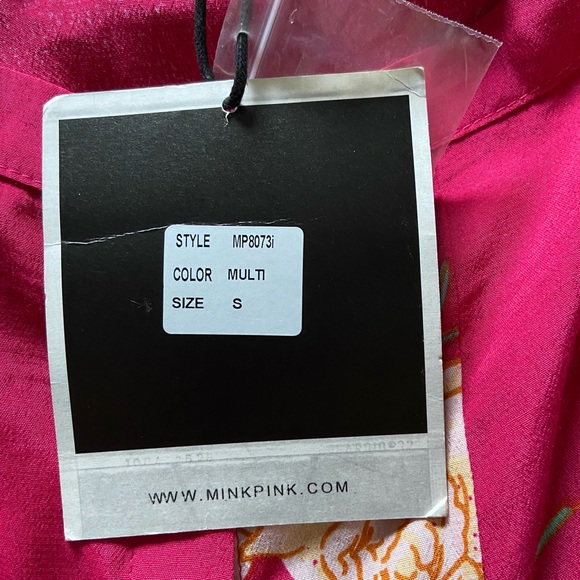 STYLE MP8073i
COLOR MULTI
SIZE S
WWW.MINKPINK.COM